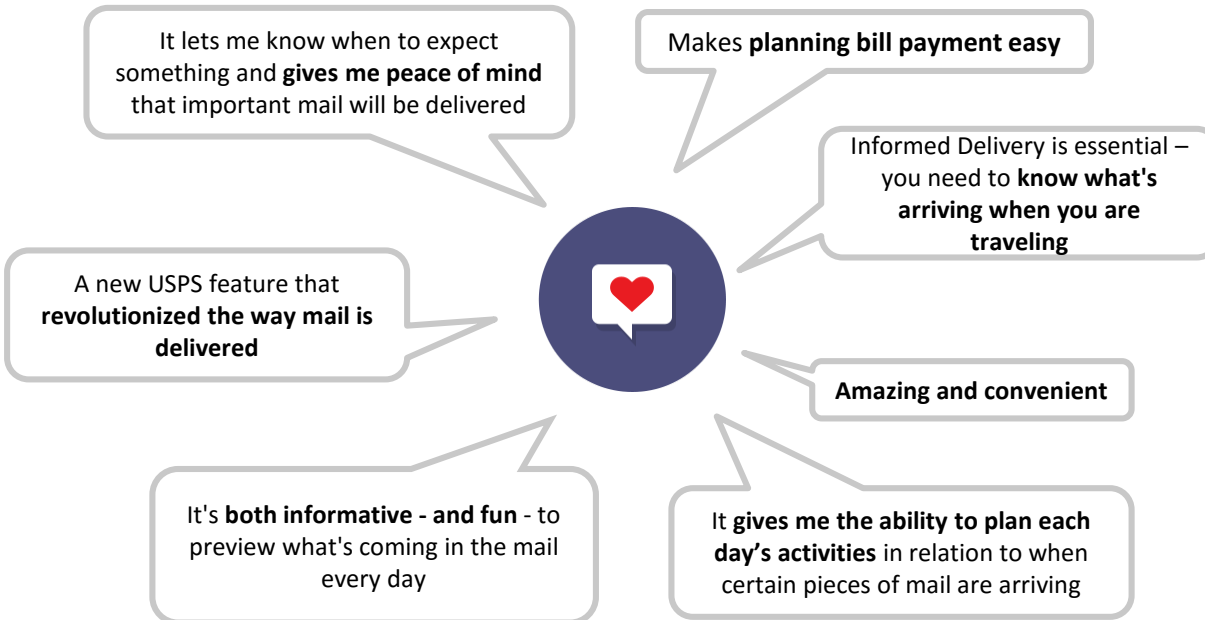 It lets me know when to expect
something and gives me peace of mind
that important mail will be delivered
Makes planning bill payment easy
Informed Delivery is essential –
you need to know what's
arriving when you are
traveling
A new USPS feature that
revolutionized the way mail is
delivered
Amazing and convenient
It's both informative - and fun - to
preview what's coming in the mail
every day
It gives me the ability to plan each
day’s activities in relation to when
certain pieces of mail are arriving